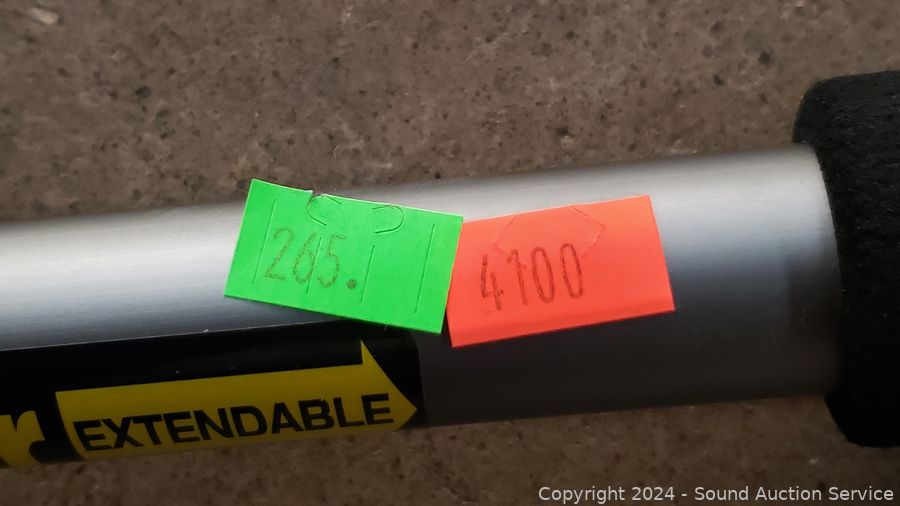 265.
4100
r EXTENDABLE
Copyright 2024 - Sound Auction Service